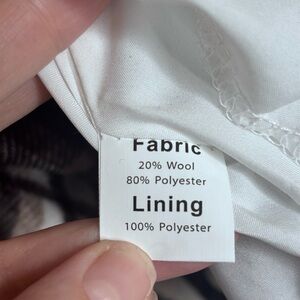 Fabric
20% Wool
80% Polyester
Lining
100% Polyester